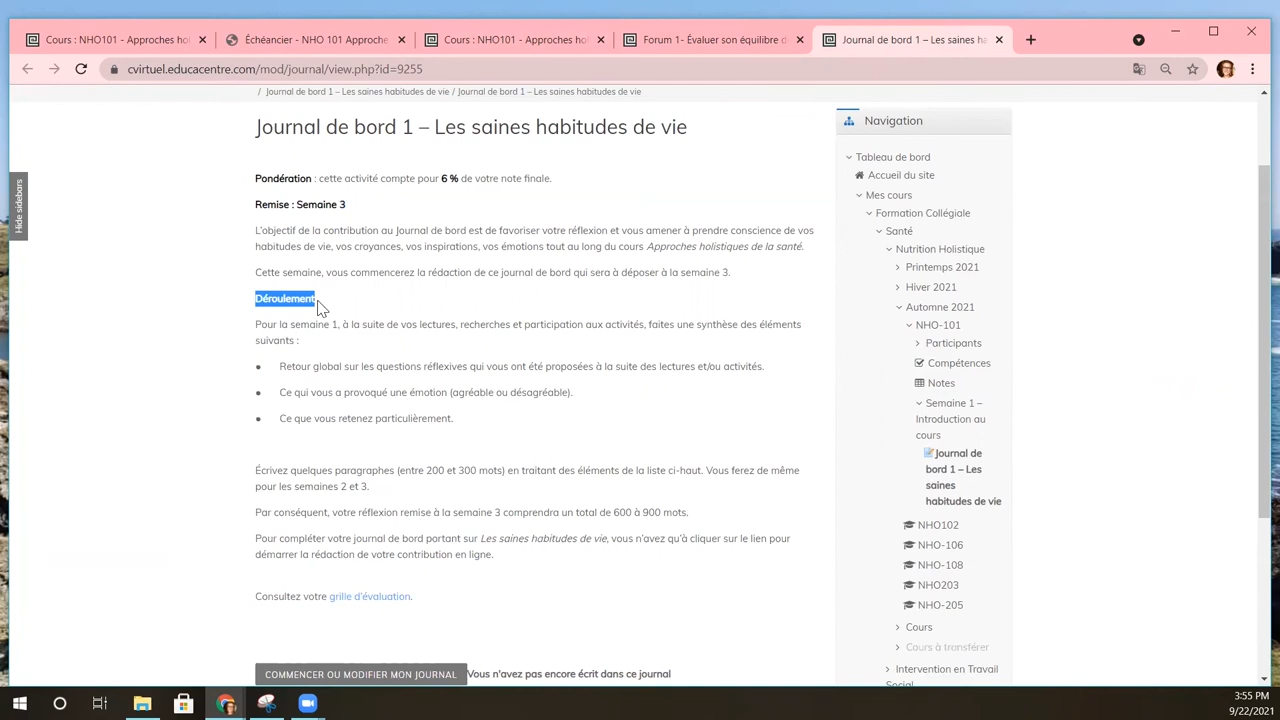 Cours : NHO101 - Approches ho
Échéancier - NHO 101 Approche
Cours : NHO101 - Approches ho
Forum 1- Évaluer son équilibre d
Journal de bord 1 – Les saines ha
cvirtuel.educacentre.com/mod/journal/view.php?id=9255
/ Journal de bord 1 – Les saines habitudes de vie / Journal de bord 1 – Les saines habitudes de vie
Hide sidebars
Journal de bord 1 – Les saines habitudes de vie
Pondération : cette activité compte pour 6 % de votre note finale.
Remise : Semaine 3
L'objectif de la contribution au Journal de bord est de favoriser votre réflexion et vous amener à prendre conscience de vos
habitudes de vie, vos croyances, vos inspirations, vos émotions tout au long du cours Approches holistiques de la santé.
Cette semaine, vous commencerez la rédaction de ce journal de bord qui sera à déposer à la semaine 3.
Déroulement
Pour la semaine 1, à la suite de vos lectures, recherches et participation aux activités, faites une synthèse des éléments
suivants :
• Retour global sur les questions réflexives qui vous ont été proposées à la suite des lectures et/ou activités.
• Ce qui vous a provoqué une émotion (agréable ou désagréable).
• Ce que vous retenez particulièrement.
Écrivez quelques paragraphes (entre 200 et 300 mots) en traitant des éléments de la liste ci-haut. Vous ferez de même
pour les semaines 2 et 3.
Par conséquent, votre réflexion remise à la semaine 3 comprendra un total de 600 à 900 mots.
Pour compléter votre journal de bord portant sur Les saines habitudes de vie, vous n'avez qu'à cliquer sur le lien pour
démarrer la rédaction de votre contribution en ligne.
Consultez votre grille d'évaluation.
COMMENCER OU MODIFIER MON JOURNAL Vous n'avez pas encore écrit dans ce journal
Navigation
Tableau de bord
Accueil du site
Mes cours
Formation Collégiale
Santé
Nutrition Holistique
Printemps 2021
Hiver 2021
Automne 2021
NHO-101
Participants
Compétences
Notes
Semaine 1 –
Introduction au
cours
Journal de
bord 1 – Les
saines
habitudes de vie
NHO102
NHO-106
NHO-108
NHO203
NHO-205
Cours
Cours à transférer
Intervention en Travail
Social
3:55 PM
9/22/2021